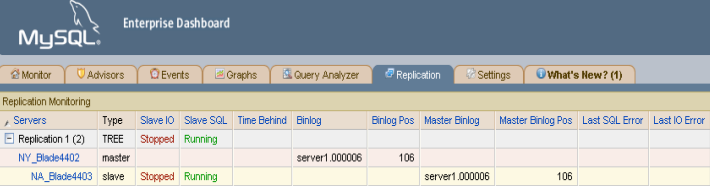 MySQL® Enterprise Dashboard
Monitor Advisors Events Graphs Query Analyzer Replication Settings What's New? (1)
Replication Monitoring
Servers Type Slave IO Slave SQL Time Behind Binlog Binlog Pos Master Binlog Master Binlog Pos Last SQL Error Last IO Error
Replication 1 (2) TREE Stopped Running
NY_Blade4402 master server1.000006 106
NA_Blade4403 slave Stopped Running server1.000006 106